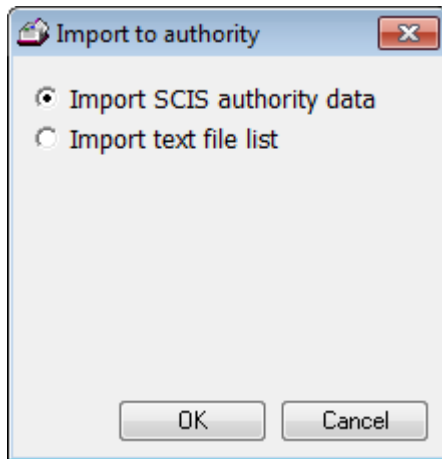 Import to authority
Import SCIS authority data
Import text file list
OK
Cancel